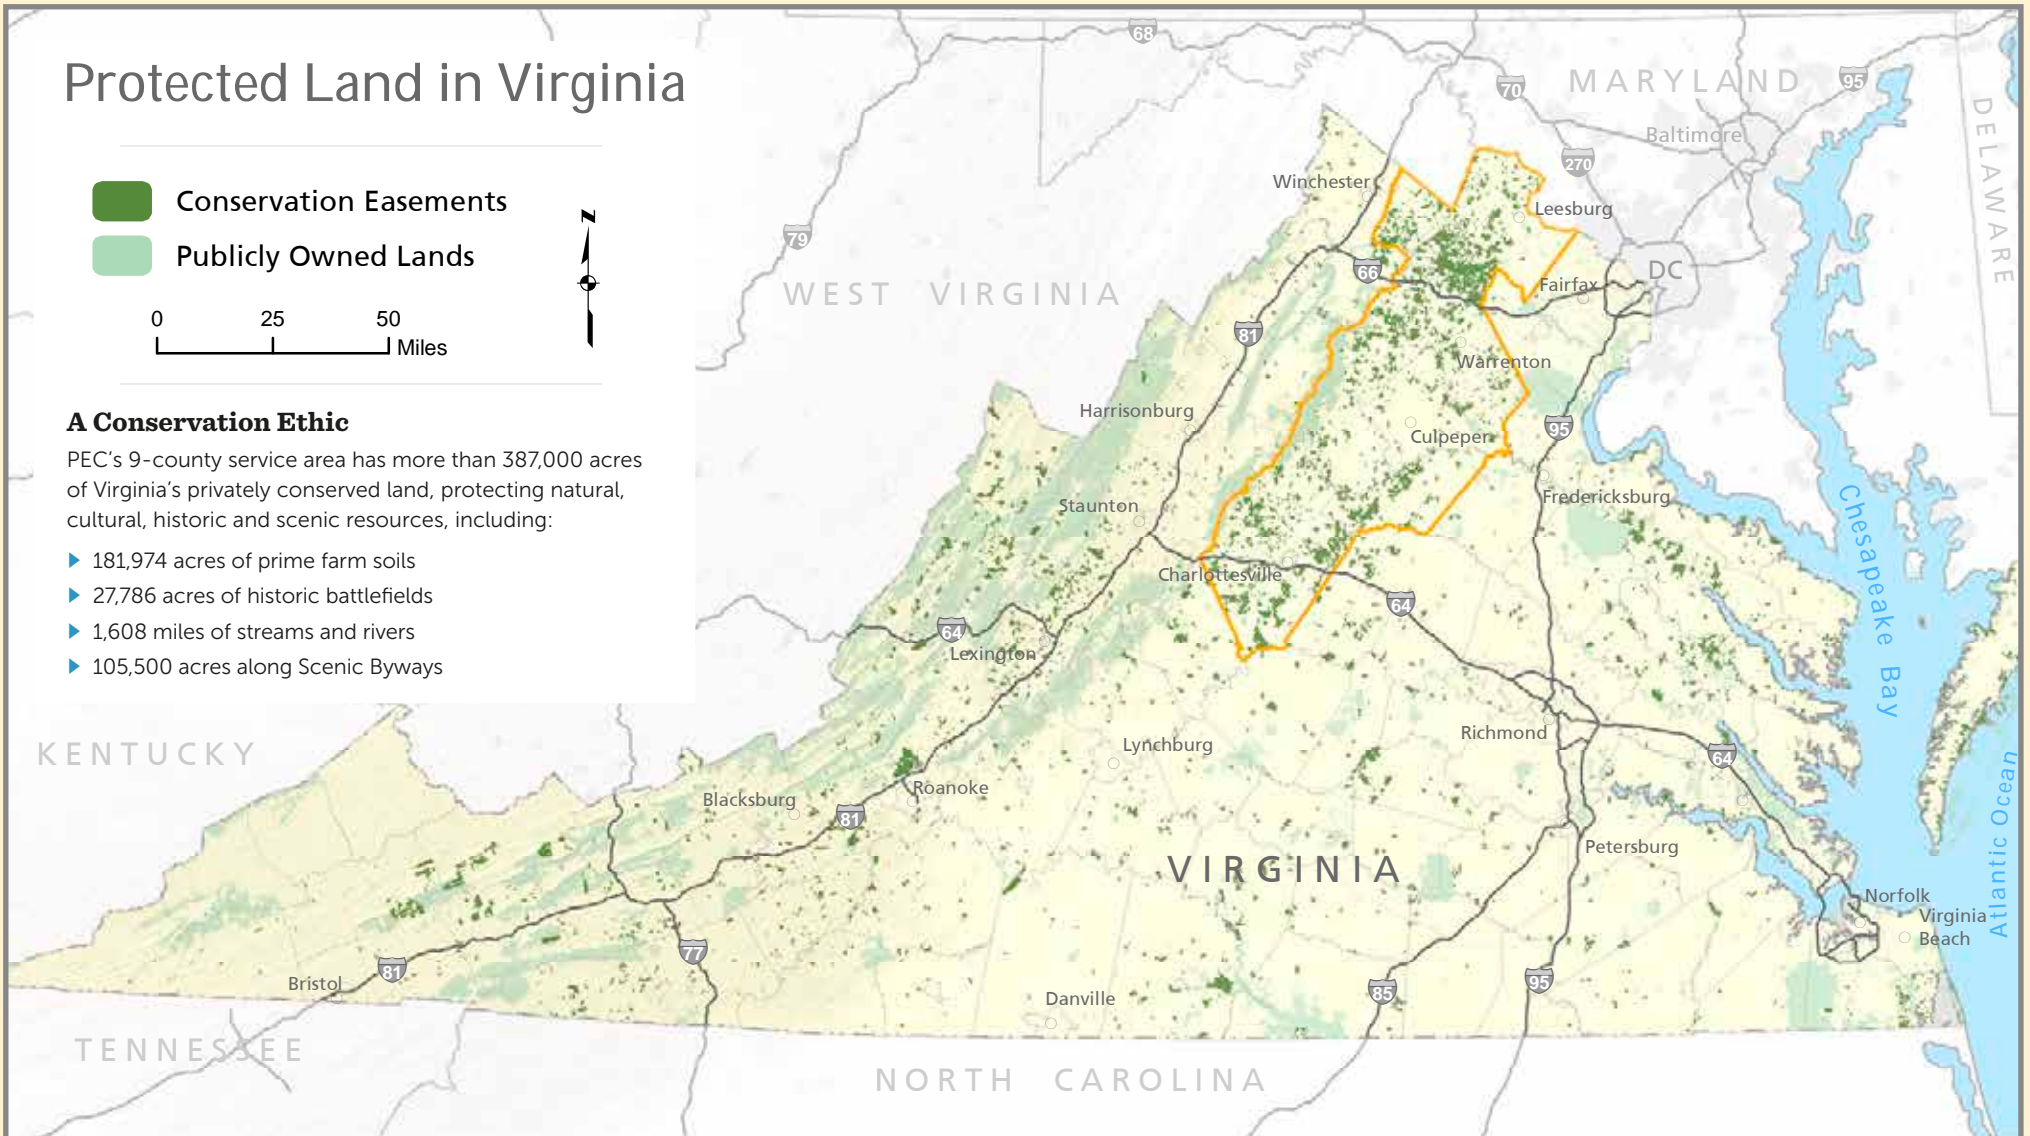 Protected Land in Virginia
Conservation Easements
Publicly Owned Lands
N
0 25 50
Miles
A Conservation Ethic
PEC's 9-county service area has more than 387,000 acres
of Virginia's privately conserved land, protecting natural,
cultural, historic and scenic resources, including:
181,974 acres of prime farm soils
27,786 acres of historic battlefields
1,608 miles of streams and rivers
105,500 acres along Scenic Byways
68
70
MARYLAND
95
DELAWARE
Baltimore
270
Winchester
Leesburg
79
66
DC
Fairfax
WEST VIRGINIA
81
Warrenton
Harrisonburg
95
Culpeper
Staunton
Fredericksburg
Chesapeake Bay
Charlottesville
64
64
Lexington
KENTUCKY
Lynchburg
Richmond
64
Roanoke
Blacksburg
81
Atlantic Ocean
Petersburg
VIRGINIA
Norfolk
Virginia
Beach
77
81
Bristol
85
95
Danville
TENNESSEE
NORTH CAROLINA